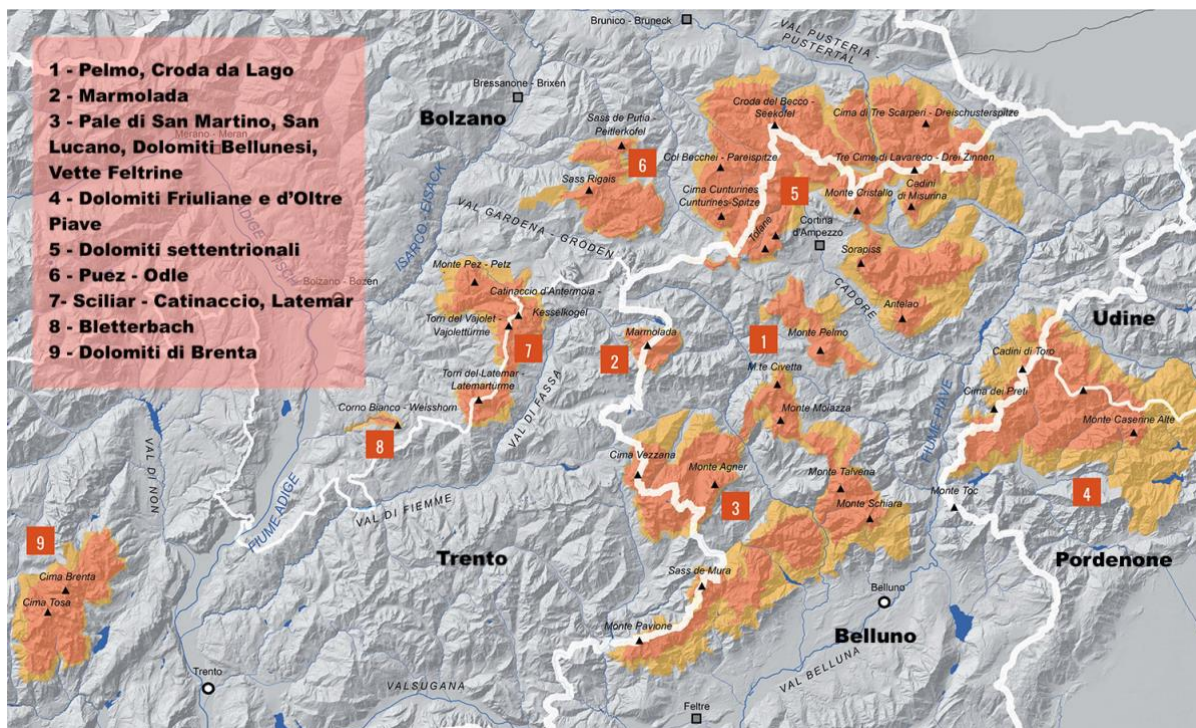 1 - Pelmo, Croda da Lago
2 - Marmolada
3 - Pale di San Martino, San
Lucano, Dolomiti Bellunesi,
Vette Feltrine
4 - Dolomiti Friuliane e d'Oltre
Piave
5 - Dolomiti settentrionali
6 - Puez - Odle
7- Sciliar - Catinaccio, Latemar
8 - Bletterbach
9 - Dolomiti di Brenta
Merano - Meran
Bolzano - Bozen
Brunico - Bruneck
VAL PUSTERIA -
PUSTERTAL
Bressanone - Brixen
Bolzano
ISARCO EISACK
Sass de Putia -
Peitlerkofel
6
Sass Rigais
VAL GARDENA - GRODEN
Croda del Becco -
Seekofel
Cima di Tre Scarperi - Dreischusterspitze
Col Becchei - Pareispitze
Tre Cime di Lavaredo - Drei Zinnen
Cima Cunturines
Cunturines-Spitze
5
Monte Cristallo
Cadini
di Misurina
Tofane
Cortina
d'Ampezzo
Sorapiss
CADORE
Antelao
Monte Pez - Petz
Catinaccio d'Antermoia -
Kesselkogel
Torri del Vajolet -
Vajolettürme
7
Torri del Latemar -
Latemartürme
VAL DI FASSA
Marmolada
2
1
Monte Pelmo
M.te Civetta
Monte Moiazza
Udine
Cadini di Toro
Cima dei Preti
Monte Caserine Alte
FIUME PIAVE
Corno Bianco - Weisshorn
8
VAL DI NON
FIUME ADIGE
VAL DI FIEMME
Cima Vezzana
Monte Agner
3
Monte Talvena
Monte Schiara
Monte Toc
4
Pordenone
9
Cima Brenta
Cima Tosa
Trento
Sass de Mura
Monte Pavione
Belluno
Belluno
VAL BELLUNA
Trento
VALSUGANA
Feltre